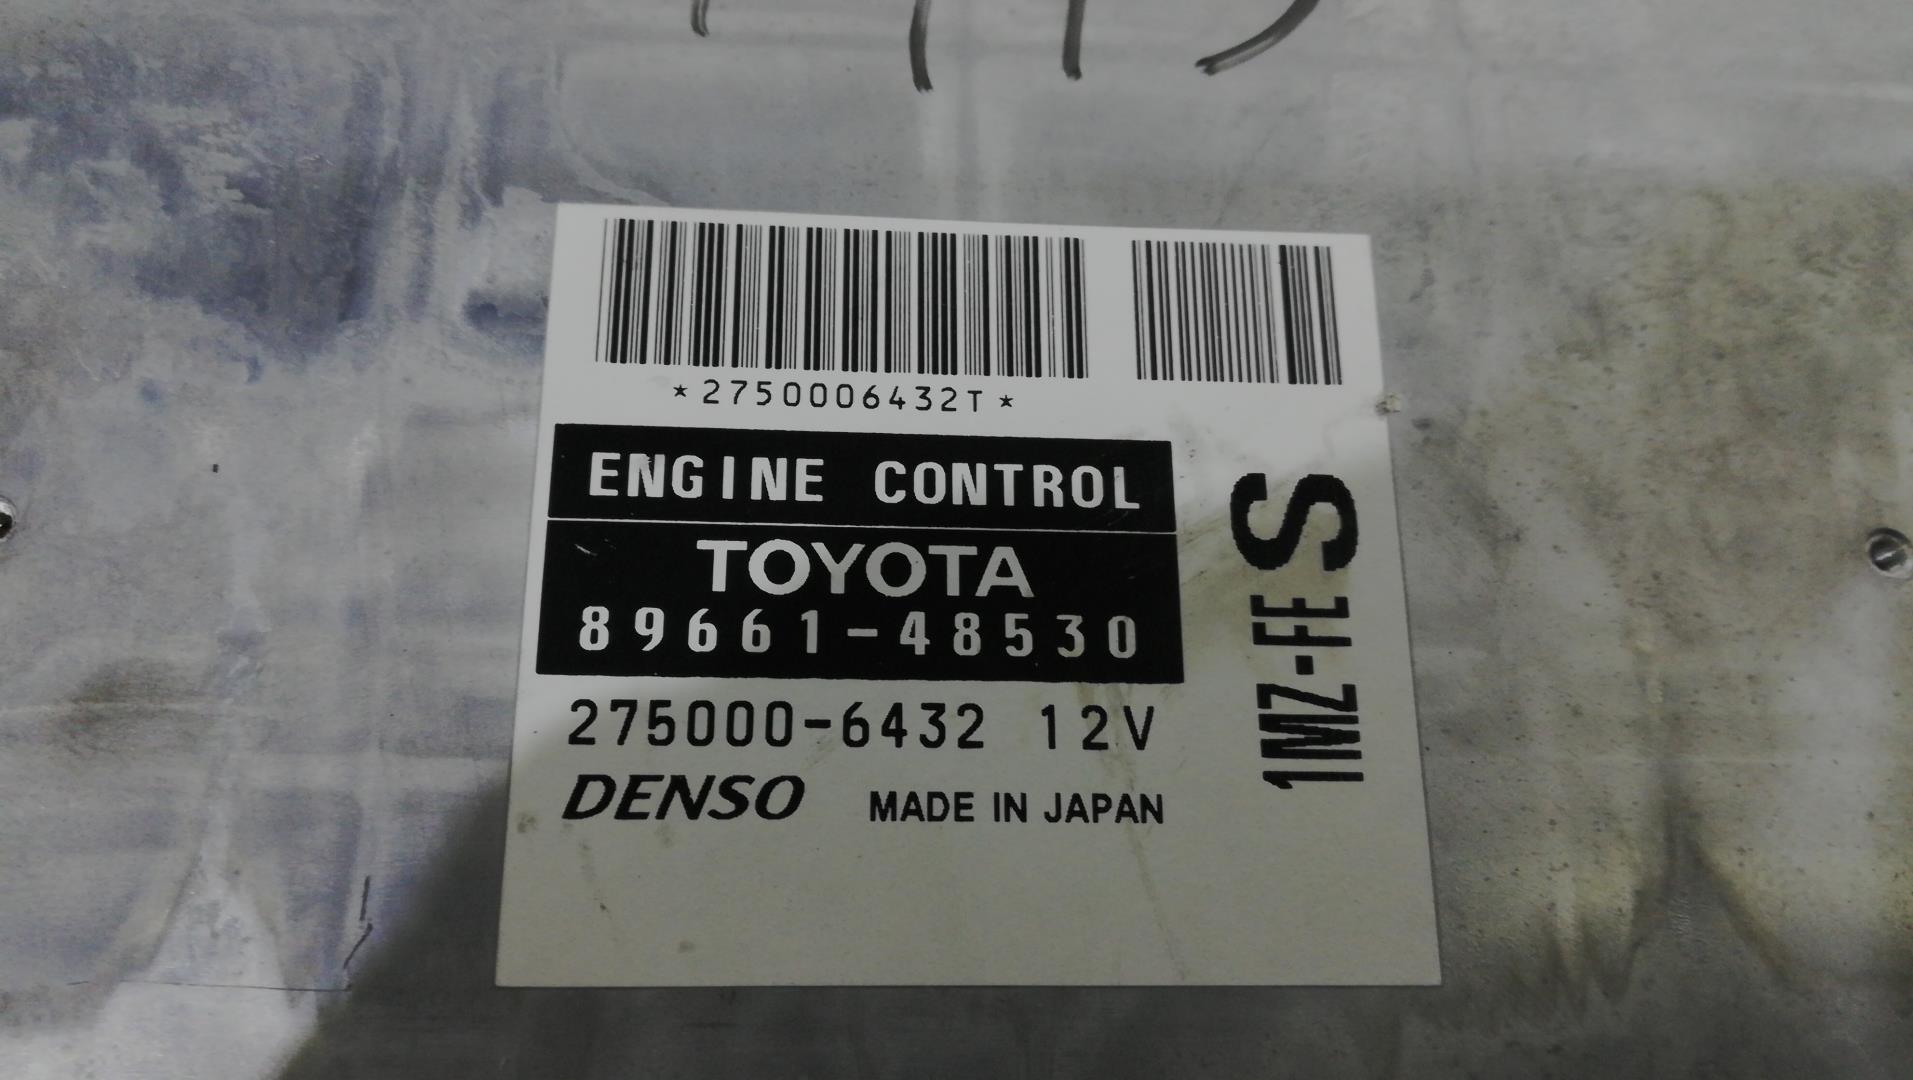 *2750006432T*
ENGINE CONTROL
TOYOTA
89661-48530
275000-6432 12V
DENSO MADE IN JAPAN
1MZ-FE S